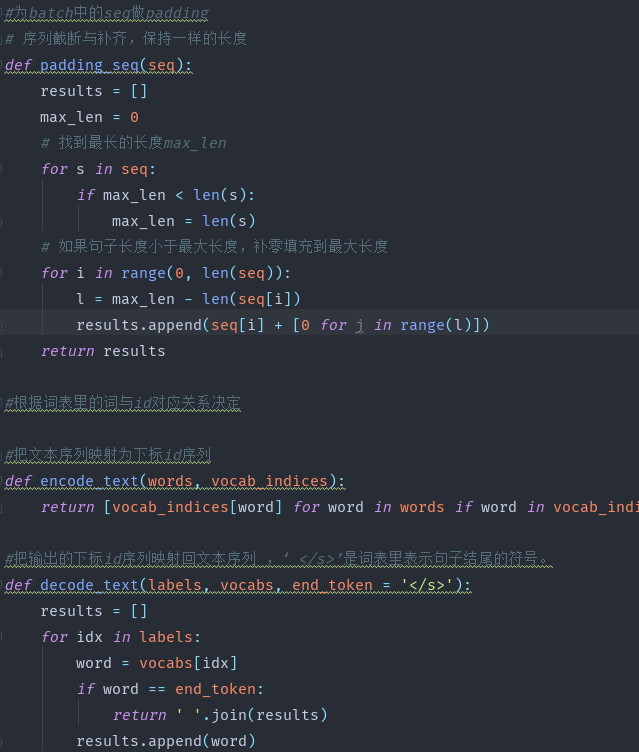 #为batch中的seq做padding
# 序列截断与补齐，保持一样的长度
def padding_seq(seq):
    results = []
    max_len = 0
    # 找到最长的长度max_len
    for s in seq:
        if max_len < len(s):
            max_len = len(s)
    # 如果句子长度小于最大长度，补零填充到最大长度
    for i in range(0, len(seq)):
        l = max_len - len(seq[i])
        results.append(seq[i] + [0 for j in range(l)])
    return results
#根据词表里的词与id对应关系决定
#把文本序列映射为下标id序列
def encode_text(words, vocab_indices):
    return [vocab_indices[word] for word in words if word in vocab_indi
#把输出的下标id序列映射回文本序列 ，‘ </s>’是词表里表示句子结尾的符号。
def decode_text(labels, vocabs, end_token = '</s>'):
    results = []
    for idx in labels:
        word = vocabs[idx]
        if word == end_token:
            return ' '.join(results)
        results.append(word)